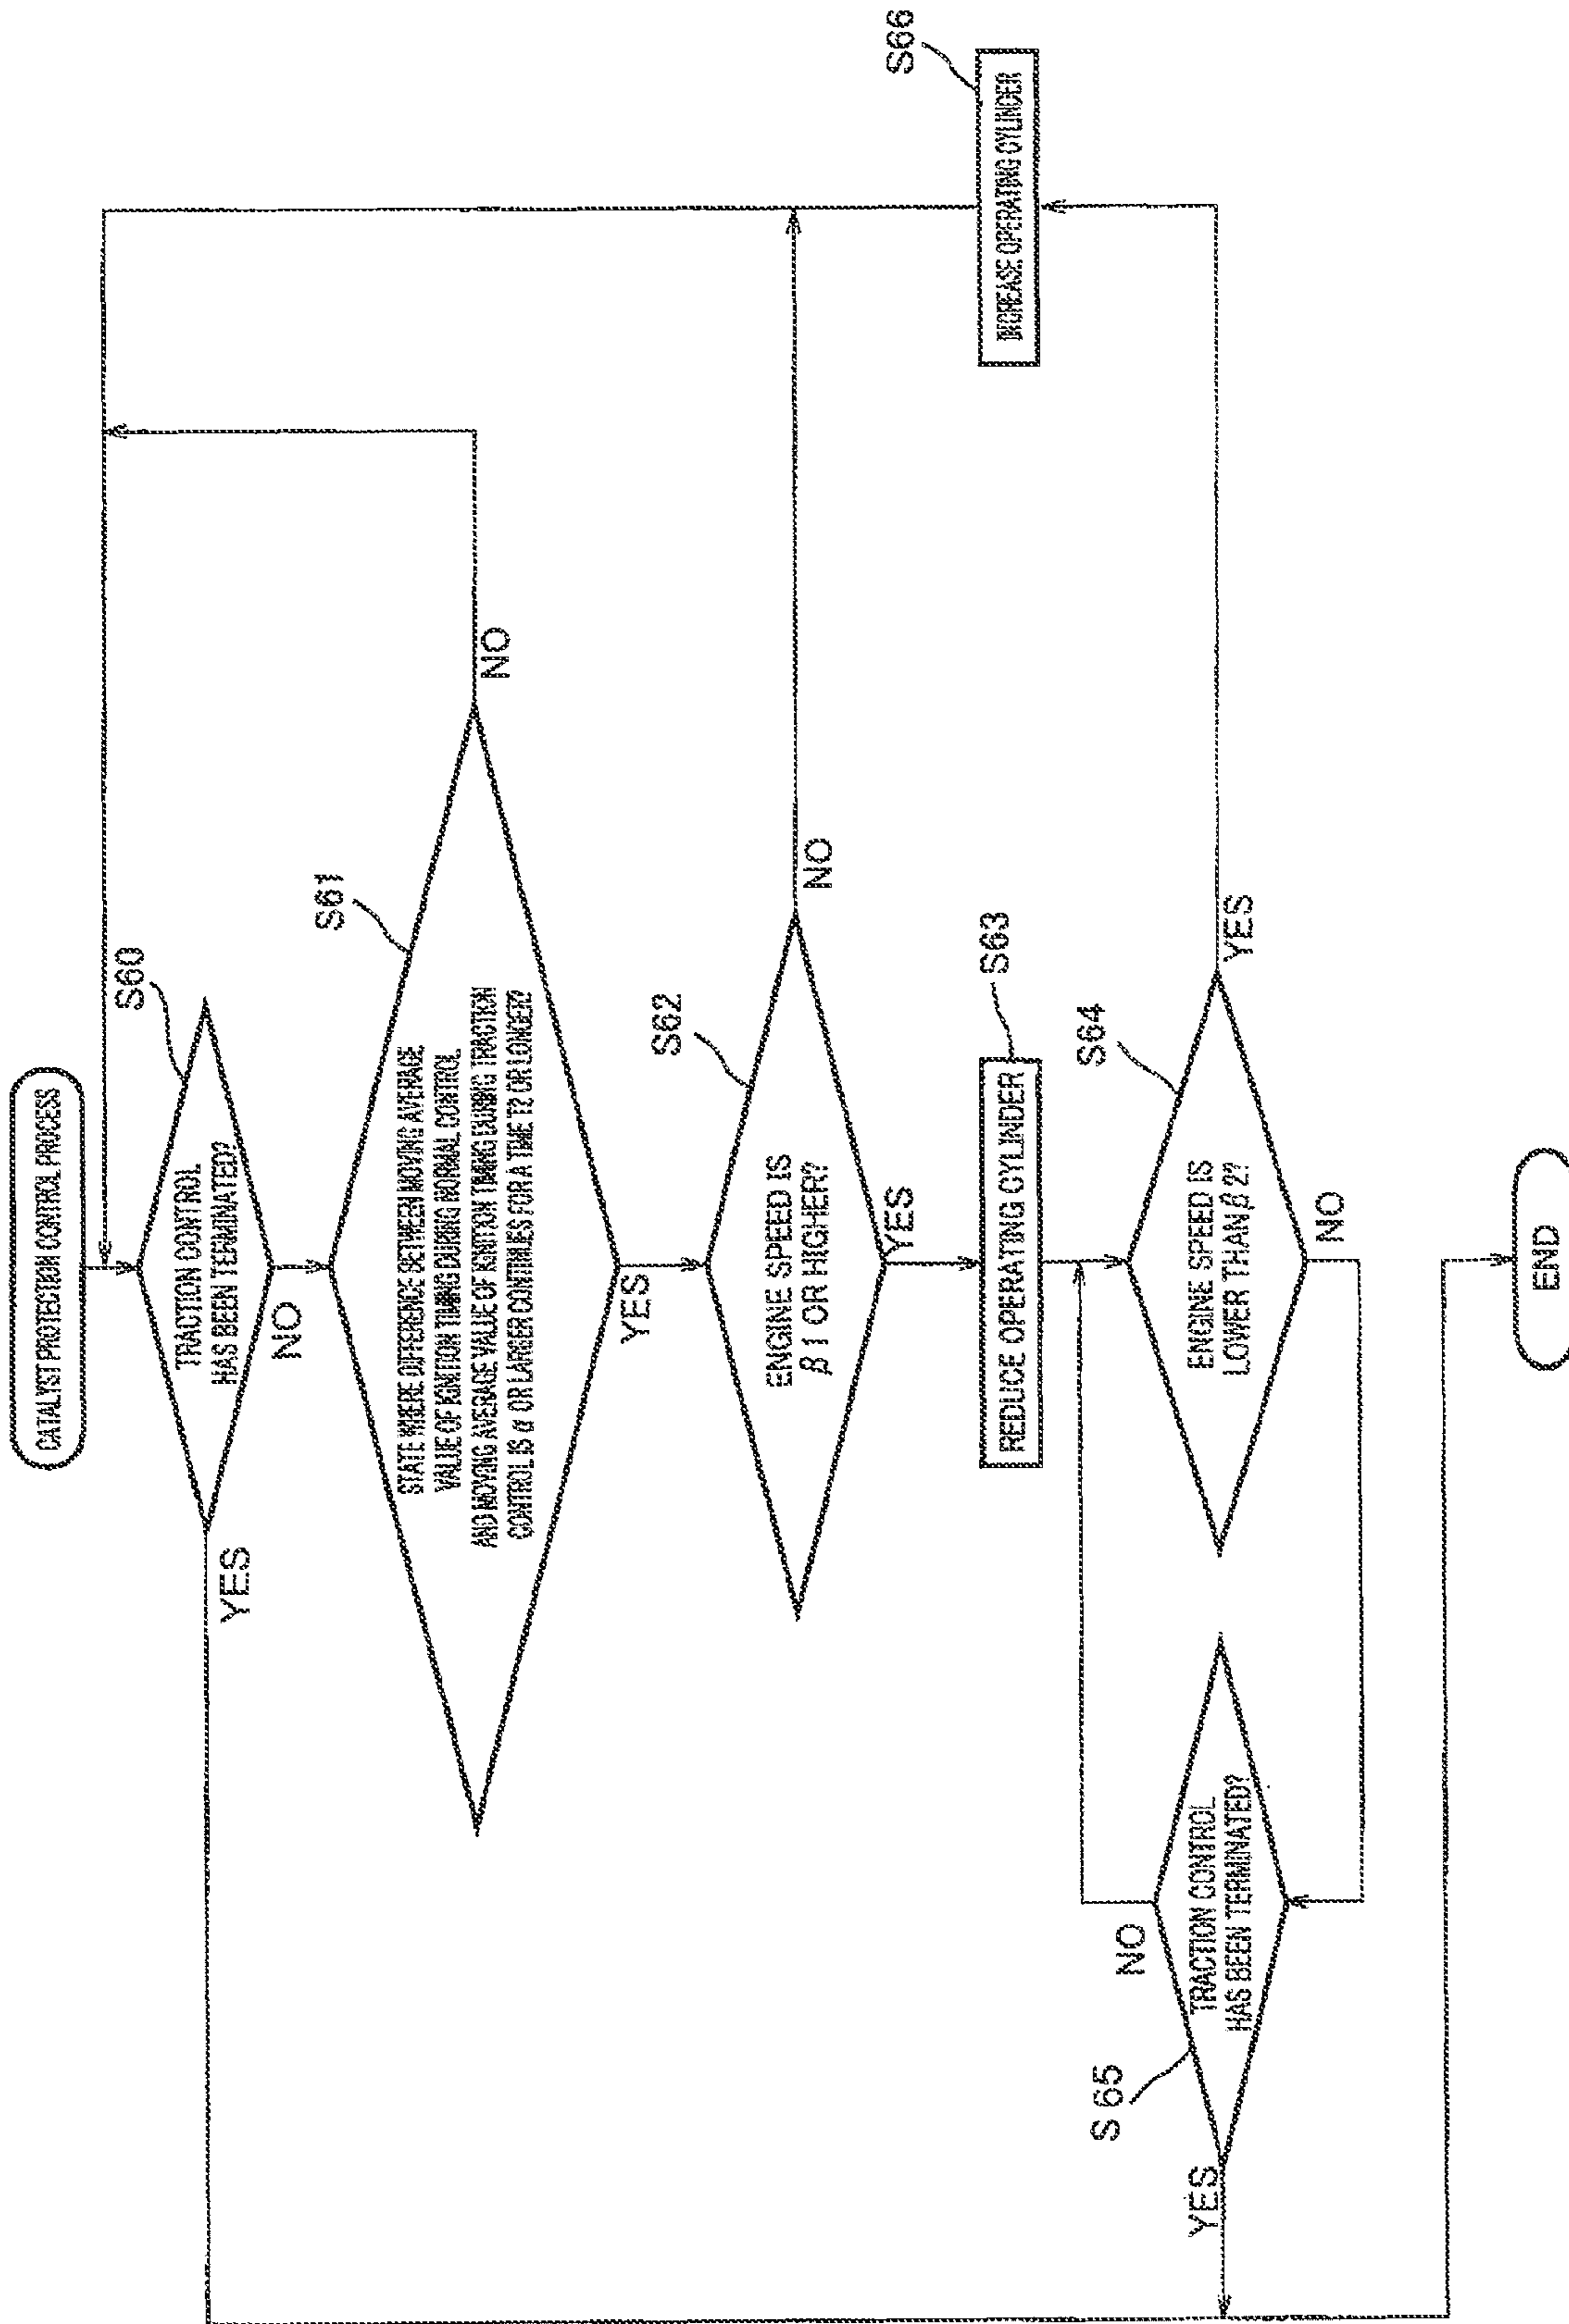 CATALYST PROTECTION CONTROL PROCESS
S60
TRACTION CONTROL
HAS BEEN TERMINATED?
YES
NO
S61
STATE WHERE DIFFERENCE BETWEEN MOVING AVERAGE
VALUE OF IGNITION TIMING DURING NORMAL CONTROL
AND MOVING AVERAGE VALUE OF IGNITION TIMING DURING TRACTION
CONTROL IS α OR LARGER CONTINUES FOR A TIME T2 OR LONGER?
NO
YES
S62
ENGINE SPEED IS
β1 OR HIGHER?
NO
YES
S63
REDUCE OPERATING CYLINDER
S66
INCREASE OPERATING CYLINDER
S64
ENGINE SPEED IS
LOWER THAN β2?
YES
NO
S 65
TRACTION CONTROL
HAS BEEN TERMINATED?
NO
YES
END